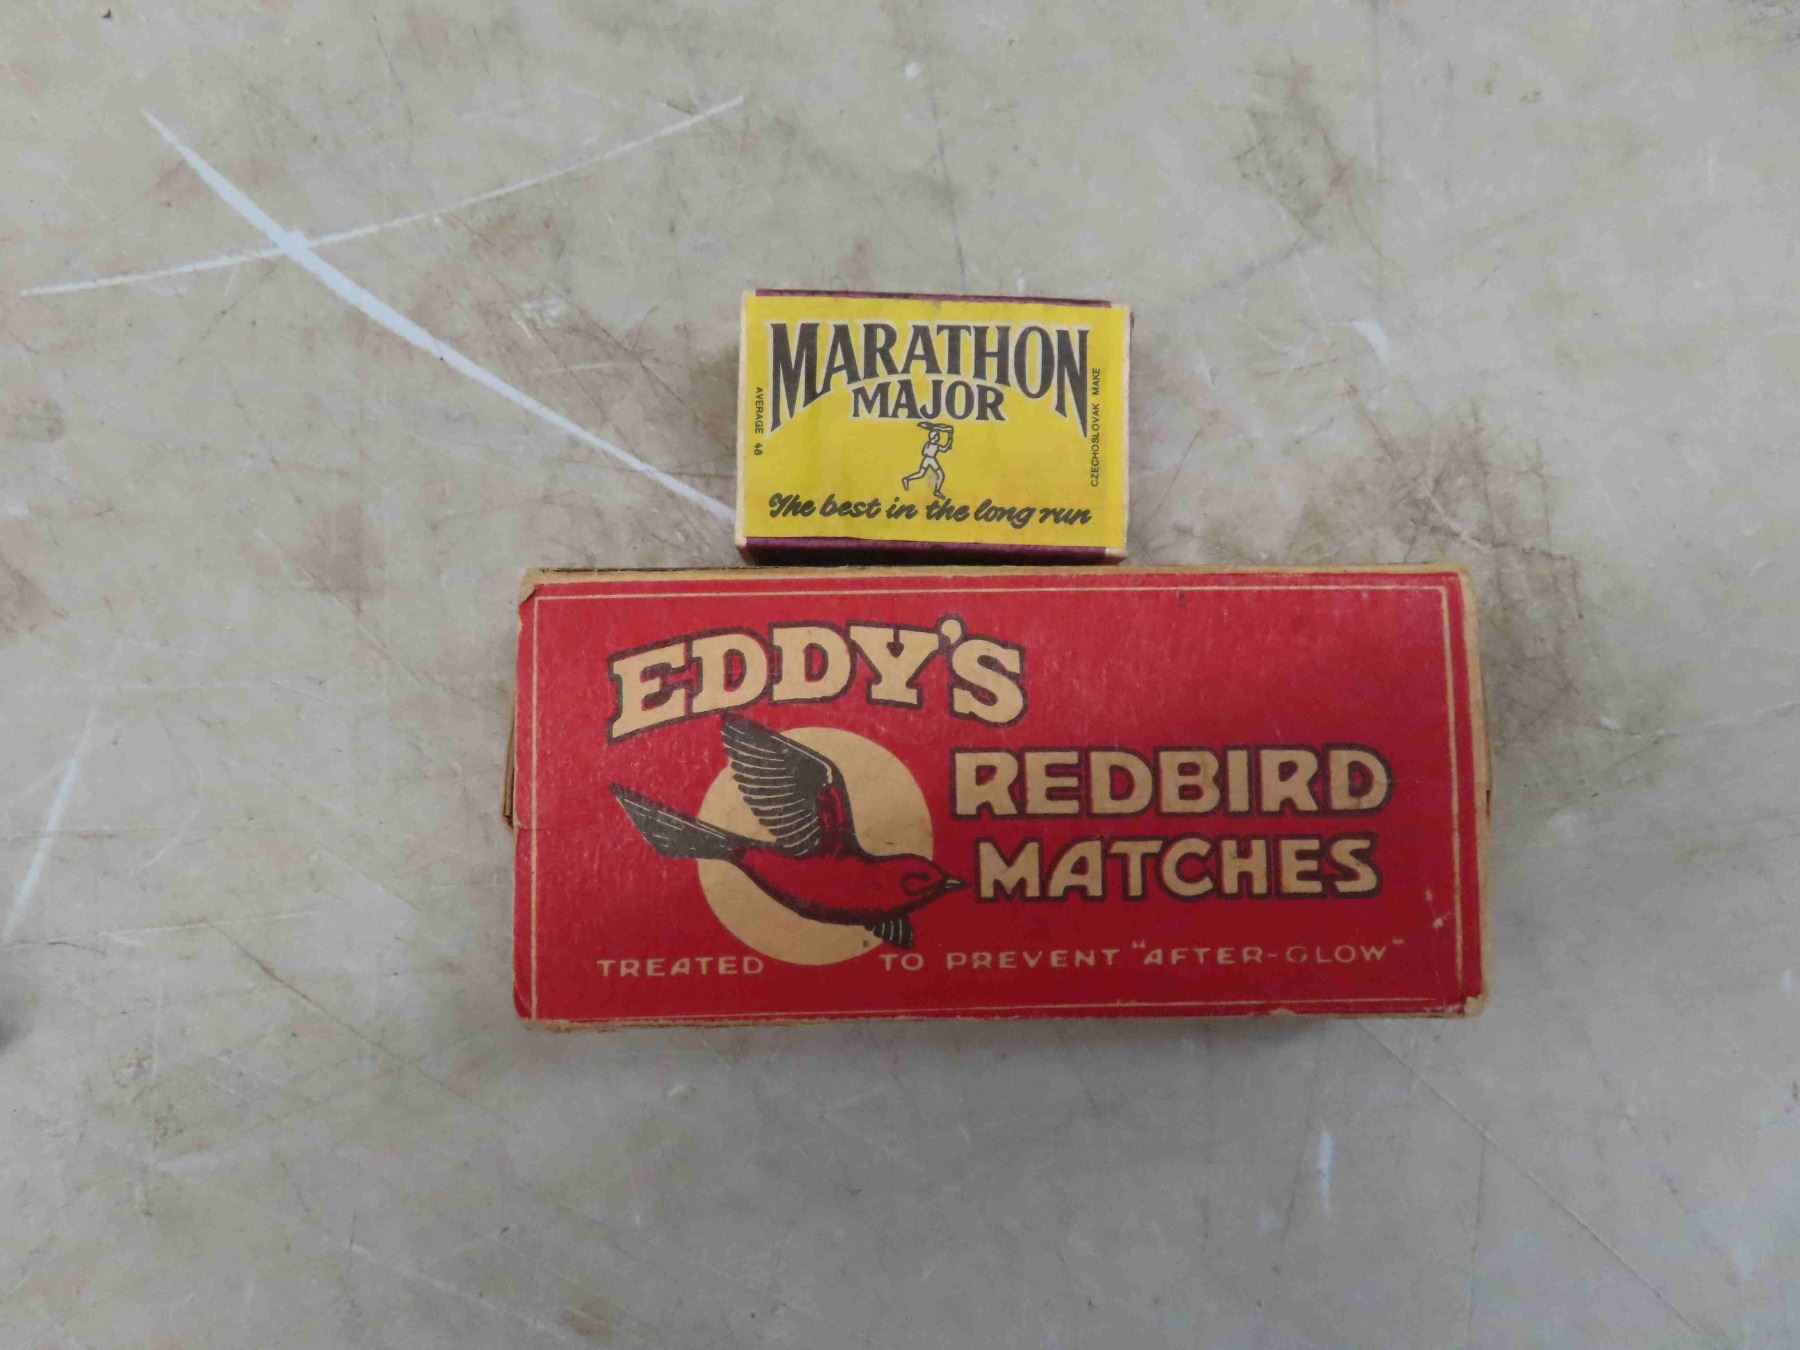 MARATHON
MAJOR
AVERAGE 48
CZECHOSLOVAK MAKE
The best in the long run
EDDY'S
REDBIRD
MATCHES
TREATED TO PREVENT "AFTER-GLOW"